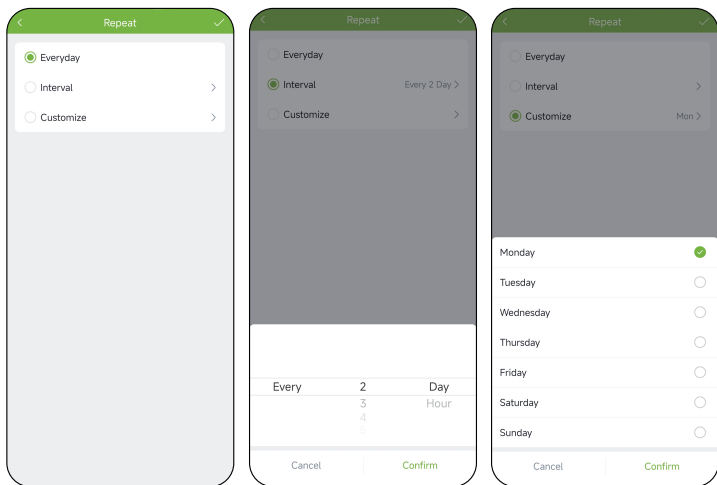 Repeat
Everyday
Interval
Customize
Repeat
Everyday
Interval Every 2 Day
Customize
Every 2 Day
3 Hour
4
5
Cancel Confirm
Repeat
Everyday
Interval
Customize Mon
Monday
Tuesday
Wednesday
Thursday
Friday
Saturday
Sunday
Cancel Confirm